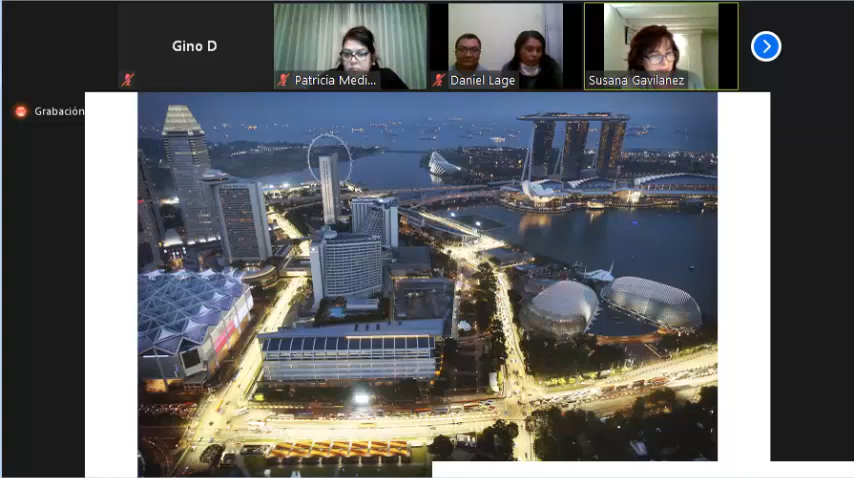 Gino D
Patricia Medi...
Daniel Lage
Susana Gavilanez
Grabación